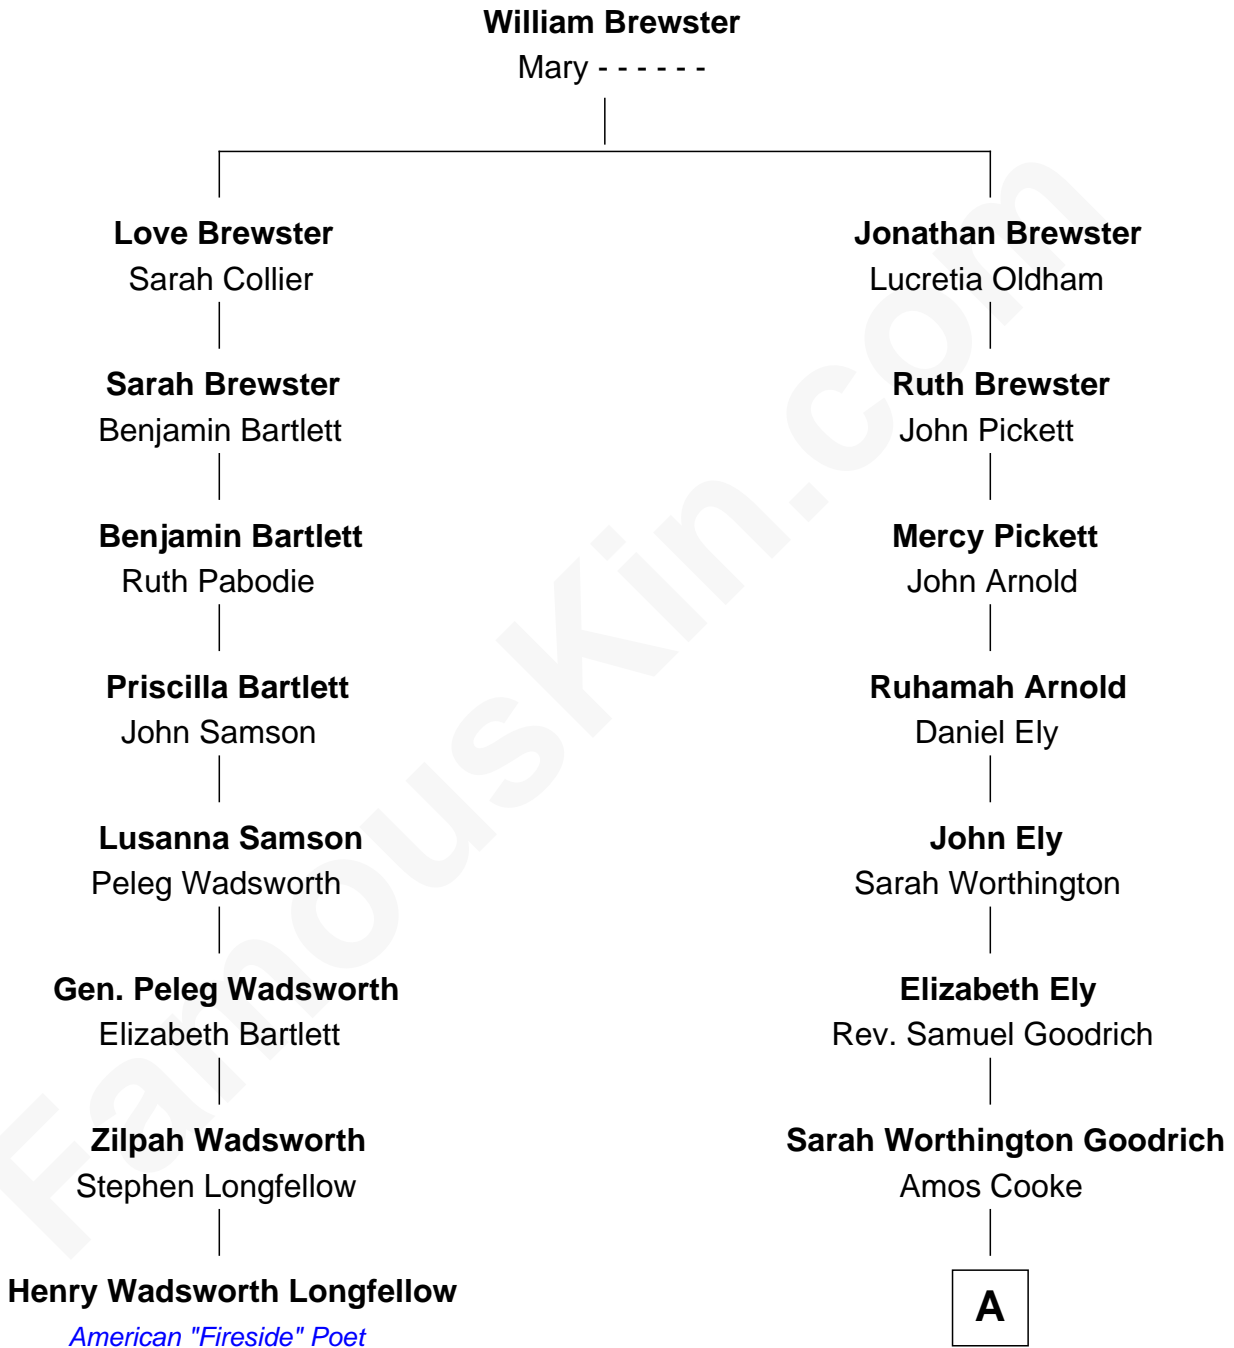 William Brewster
Mary - - - - - -
Love Brewster
Sarah Collier
Jonathan Brewster
Lucretia Oldham
Sarah Brewster
Benjamin Bartlett
Ruth Brewster
John Pickett
Benjamin Bartlett
Ruth Pabodie
Mercy Pickett
John Arnold
Priscilla Bartlett
John Samson
Ruhamah Arnold
Daniel Ely
Lusanna Samson
Peleg Wadsworth
John Ely
Sarah Worthington
Gen. Peleg Wadsworth
Elizabeth Bartlett
Elizabeth Ely
Rev. Samuel Goodrich
Zilpah Wadsworth
Stephen Longfellow
Sarah Worthington Goodrich
Amos Cooke
Henry Wadsworth Longfellow
American "Fireside" Poet
A
FamousKin.com